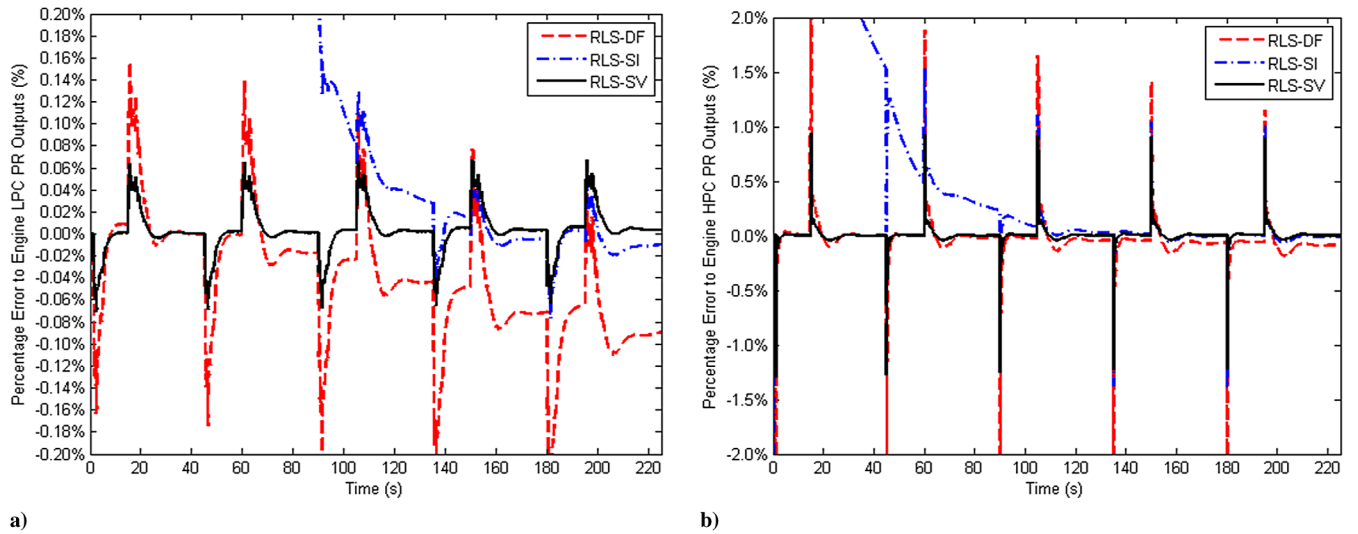 Percentage Error to Engine LPC PR Outputs (%)
0.20%
0.18%
0.16%
0.14%
0.12%
0.10%
0.08%
0.06%
0.04%
0.02%
0.00%
-0.02%
-0.04%
-0.06%
-0.08%
-0.10%
-0.12%
-0.14%
-0.16%
-0.18%
0.20%
RLS-DF
RLS-SI
RLS-SV
0 20 40 60 80 100 120 140 160 180 200 220
Time (s)
a)
Percentage Error to Engine HPC PR Outputs (%)
2.0%
1.5%
1.0%
0.5%
0.0%
-0.5%
-1.0%
-1.5%
-2.0%
RLS-DF
RLS-SI
RLS-SV
0 20 40 60 80 100 120 140 160 180 200 220
Time (s)
b)